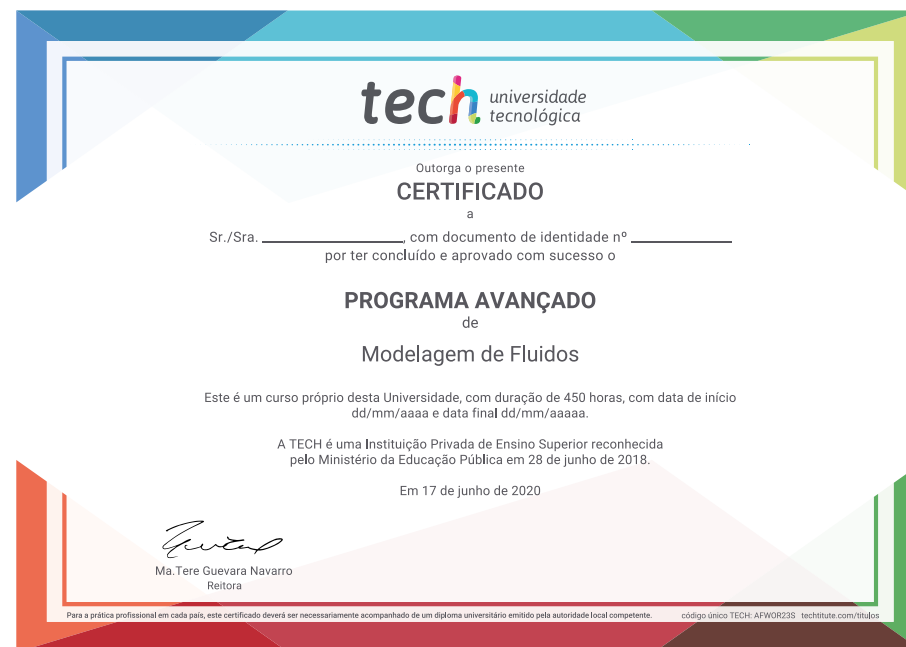 tech universidade
tecnológica
Outorga o presente
CERTIFICADO
a
Sr./Sra. ____________, com documento de identidade nº ____________
por ter concluído e aprovado com sucesso o
PROGRAMA AVANÇADO
de
Modelagem de Fluidos
Este é um curso próprio desta Universidade, com duração de 450 horas, com data de início
dd/mm/aaaa e data final dd/mm/aaaaa.
A TECH é uma Instituição Privada de Ensino Superior reconhecida
pelo Ministério da Educação Pública em 28 de junho de 2018.
Em 17 de junho de 2020
Ma.Tere Guevara Navarro
Reitora
Para a prática profissional em cada país, este certificado deverá ser necessariamente acompanhado de um diploma universitário emitido pela autoridade local competente. código único TECH: AFWOR23S techtitute.com/titulos